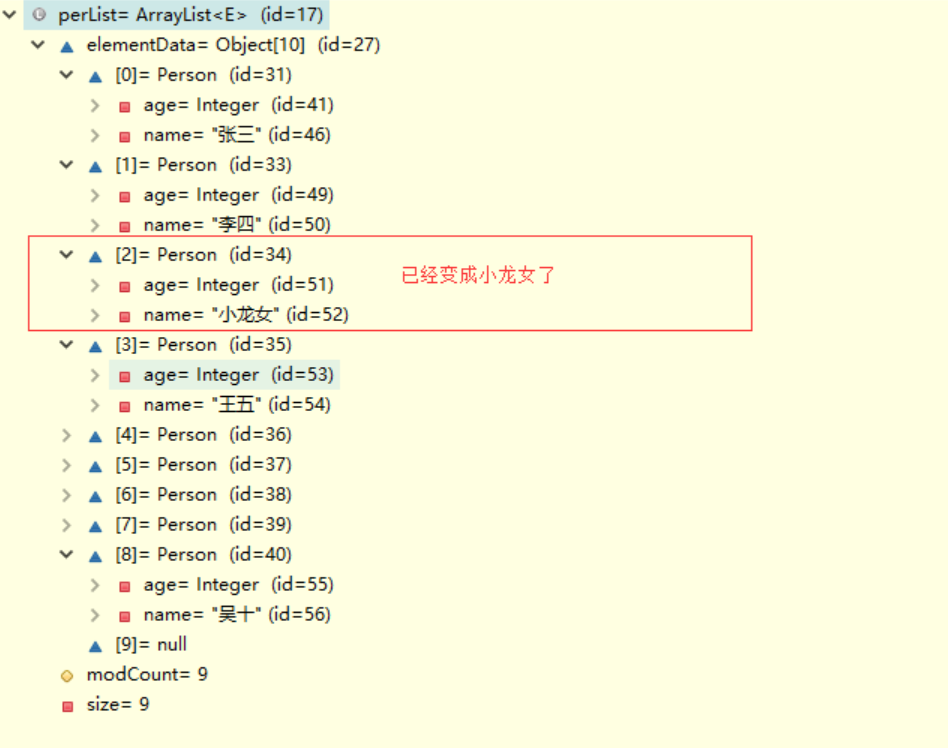 perList= ArrayList<E> (id=17)
elementData= Object[10] (id=27)
[0]= Person (id=31)
age= Integer (id=41)
name= "张三" (id=46)
[1]= Person (id=33)
age= Integer (id=49)
name= "李四" (id=50)
[2]= Person (id=34)
已经变成小龙女了
age= Integer (id=51)
name= "小龙女" (id=52)
[3]= Person (id=35)
age= Integer (id=53)
name= "王五" (id=54)
[4]= Person (id=36)
[5]= Person (id=37)
[6]= Person (id=38)
[7]= Person (id=39)
[8]= Person (id=40)
age= Integer (id=55)
name= "吴十" (id=56)
[9]= null
modCount= 9
size= 9